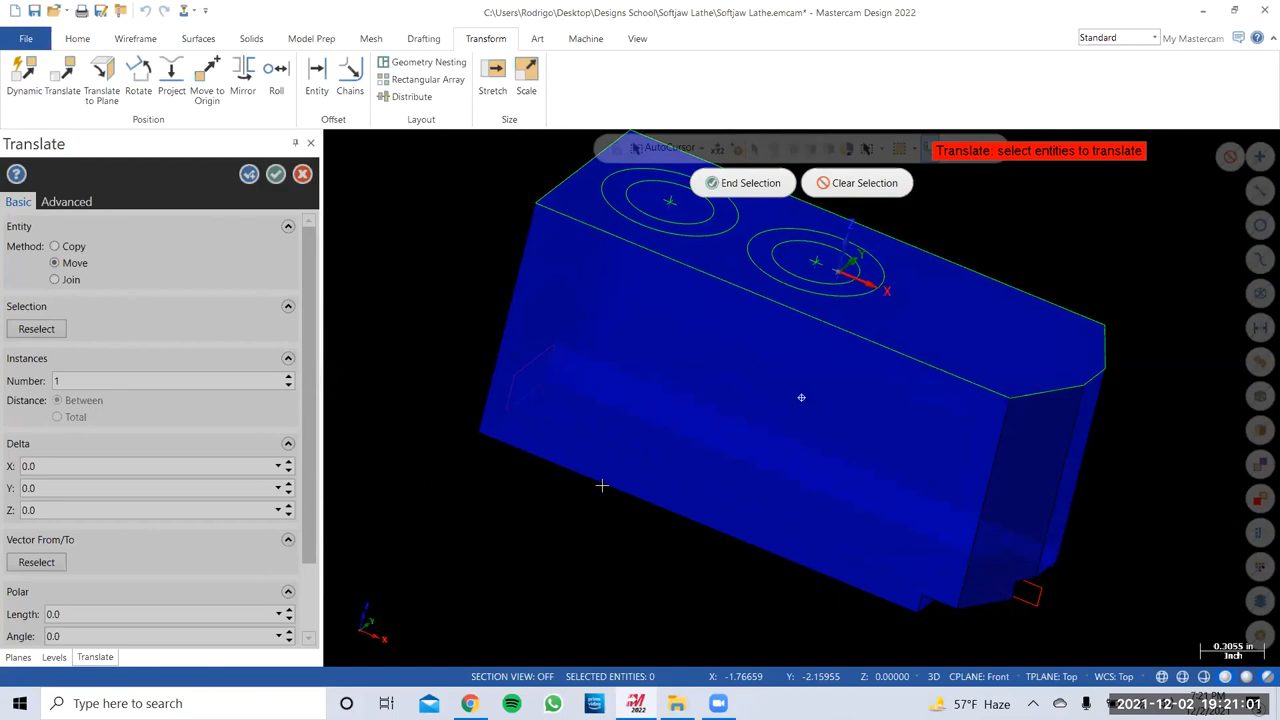 C:\Users\Rodrigo\Desktop\Designs School\Softjaw Lathe\Softjaw Lathe.emcam* - Mastercam Design 2022
File Home Wireframe Surfaces Solids Model Prep Mesh Drafting Transform Art Machine View
Standard My Mastercam
Dynamic Translate Translate to Plane Rotate Project Move to Origin Mirror Roll
Entity Chains
Geometry Nesting
Rectangular Array
Distribute
Stretch Scale
Position Offset Layout Size
Translate
Basic Advanced
Entity
Method: Copy
Move
Join
Selection
Reselect
Instances
Number: 1
Distance: Between
Total
Delta
X: 0.0
Y: 0.0
Z: 0.0
Vector From/To
Reselect
Polar
Length: 0.0
Angle: 0.0
Planes Levels Translate
AutoCursor
Translate: select entities to translate
End Selection Clear Selection
Z
Y
X
Y
X
0.3055 in
Inch
SECTION VIEW: OFF SELECTED ENTITIES: 0 X: -1.76659 Y: -2.15955 Z: 0.00000 3D CPLANE: Front TPLANE: Top WCS: Top
Type here to search
57°F Haze
7:21 PM
2021-12-02 19:21:01